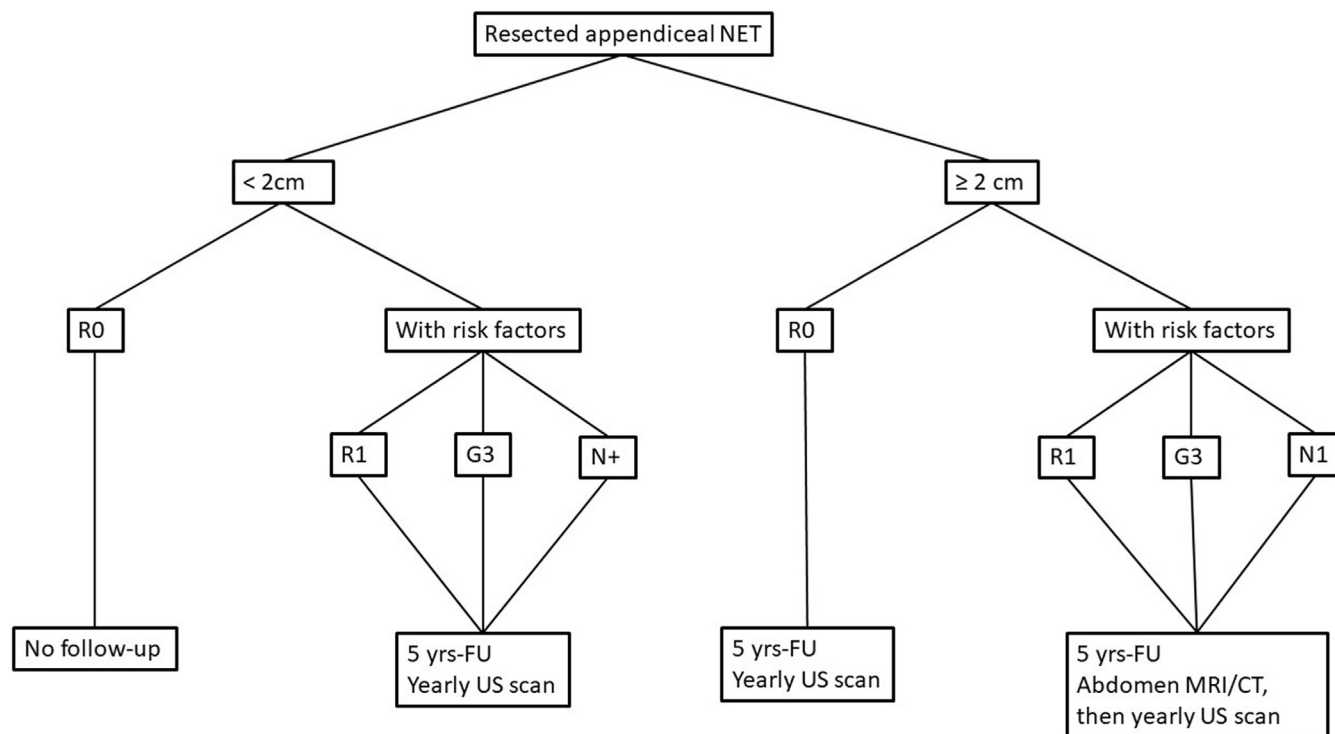 Resected appendiceal NET
< 2cm
≥ 2 cm
R0
With risk factors
R0
With risk factors
R1
G3
N+
R1
G3
N1
No follow-up
5 yrs-FU
Yearly US scan
5 yrs-FU
Yearly US scan
5 yrs-FU
Abdomen MRI/CT,
then yearly US scan